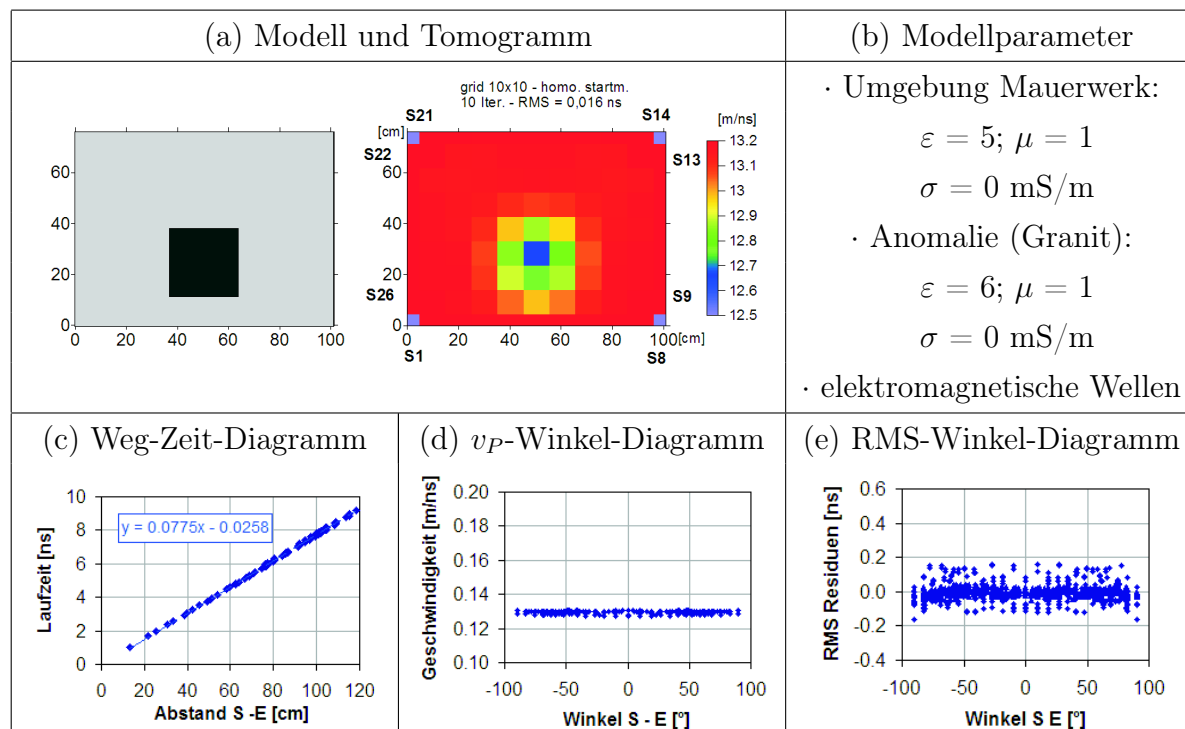 (a) Modell und Tomogramm
grid 10x10 - homo. startm.
10 Iter. - RMS = 0,016 ns
S21
S14
[m/ns]
[cm]
S22
S13
S26
S9
S1
S8
[cm]
60
40
20
0
0 20 40 60 80 100
60
40
20
0
0 20 40 60 80 100
13.2
13.1
13
12.9
12.8
12.7
12.6
12.5
(b) Modellparameter
· Umgebung Mauerwerk:
ε = 5; μ = 1
σ = 0 mS/m
· Anomalie (Granit):
ε = 6; μ = 1
σ = 0 mS/m
· elektromagnetische Wellen
(c) Weg-Zeit-Diagramm
y = 0.0775x - 0.0258
Laufzeit [ns]
10
8
6
4
2
0
0 20 40 60 80 100 120
Abstand S -E [cm]
(d) vP-Winkel-Diagramm
Geschwindigkeit [m/ns]
0.20
0.18
0.16
0.14
0.12
0.10
-100 -50 0 50 100
Winkel S - E [°]
(e) RMS-Winkel-Diagramm
RMS Residuen [ns]
0.6
0.4
0.2
0.0
-0.2
-0.4
-100 -50 0 50 100
Winkel S E [°]